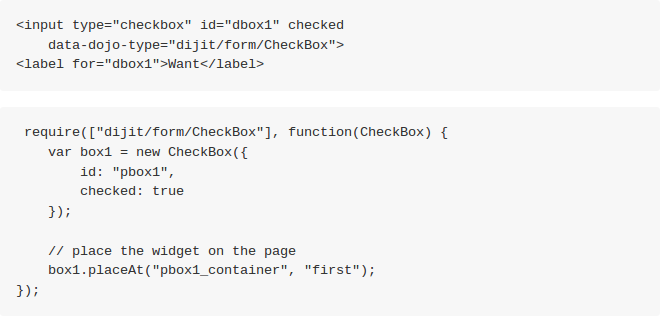 <input type="checkbox" id="dbox1" checked
    data-dojo-type="dijit/form/CheckBox">
<label for="dbox1">Want</label>
require(["dijit/form/CheckBox"], function(CheckBox) {
    var box1 = new CheckBox({
        id: "pbox1",
        checked: true
    });
    // place the widget on the page
    box1.placeAt("pbox1_container", "first");
});